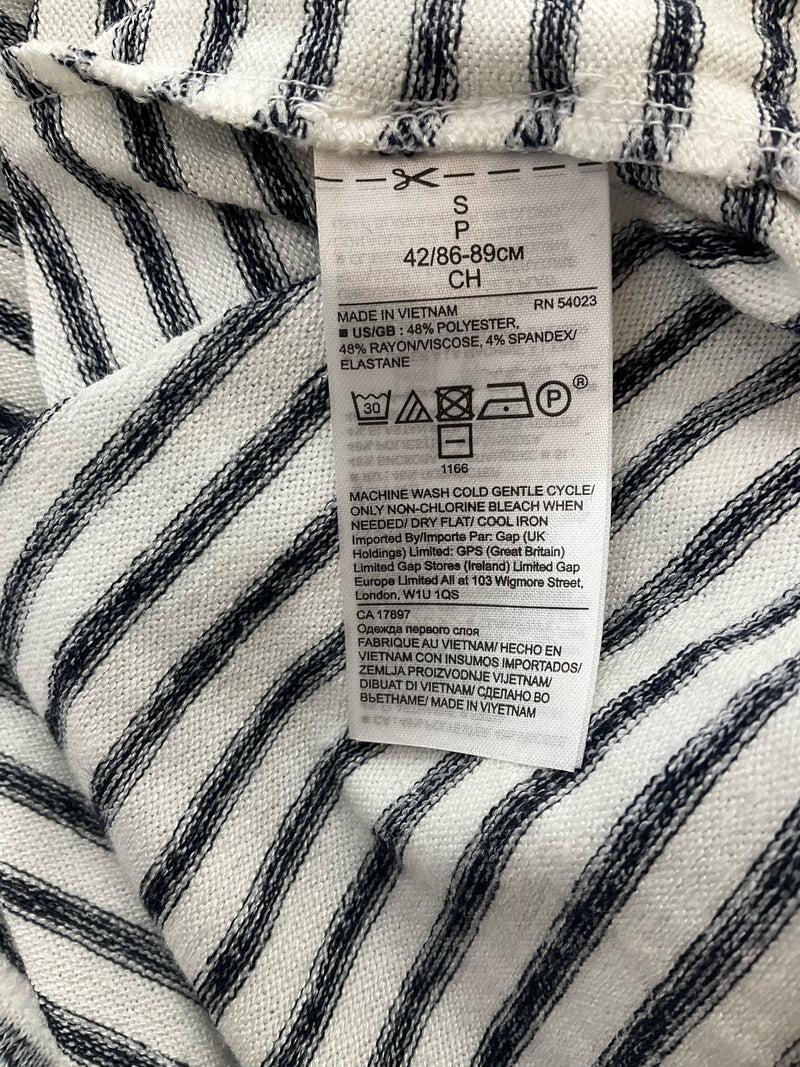 S
P
42/86-89см
CH
MADE IN VIETNAM RN 54023
US/GB : 48% POLYESTER,
48% RAYON/VISCOSE, 4% SPANDEX/
ELASTANE
30 P ®
1166
MACHINE WASH COLD GENTLE CYCLE/
ONLY NON-CHLORINE BLEACH WHEN
NEEDED/ DRY FLAT/ COOL IRON
Imported By/Importe Par: Gap (UK
Holdings) Limited: GPS (Great Britain)
Limited Gap Stores (Ireland) Limited Gap
Europe Limited All at 103 Wigmore Street,
London, W1U 1QS
CA 17897
Одежда первого слоя
FABRIQUE AU VIETNAM/ HECHO EN
VIETNAM CON INSUMOS IMPORTADOS/
ZEMLJA PROIZVODNJE VIJETNAM/
DIBUAT DI VIETNAM/ СДЕЛАНО ВО
ВЬЕТНАМЕ/ MADE IN VIYETNAM